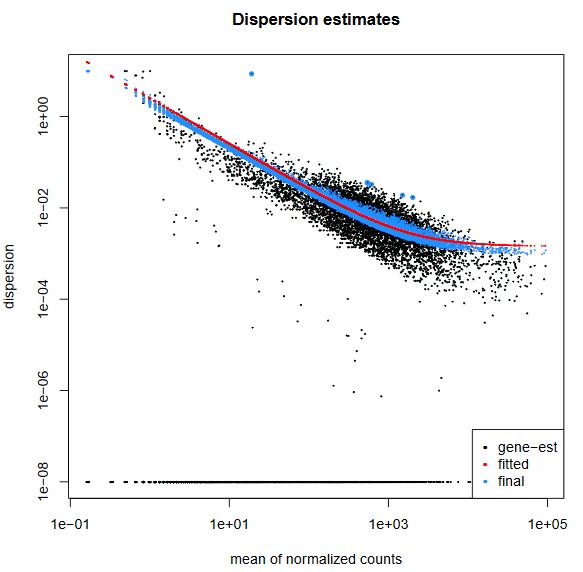 Dispersion estimates
dispersion
1e+00
1e−02
1e−04
1e−06
1e−08
gene−est
fitted
final
1e−01
1e+01
1e+03
1e+05
mean of normalized counts